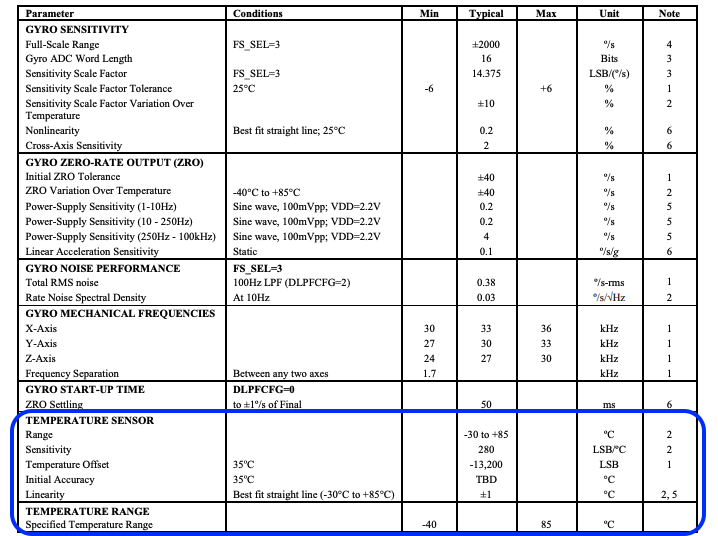 Parameter Conditions Min Typical Max Unit Note
GYRO SENSITIVITY
Full-Scale Range FS_SEL=3 ±2000 º/s 4
Gyro ADC Word Length 16 Bits 3
Sensitivity Scale Factor FS_SEL=3 14.375 LSB/(º/s) 3
Sensitivity Scale Factor Tolerance 25°C -6 +6 % 1
Sensitivity Scale Factor Variation Over ±10 % 2
Temperature
Nonlinearity Best fit straight line; 25°C 0.2 % 6
Cross-Axis Sensitivity 2 % 6
GYRO ZERO-RATE OUTPUT (ZRO)
Initial ZRO Tolerance ±40 º/s 1
ZRO Variation Over Temperature -40°C to +85°C ±40 º/s 2
Power-Supply Sensitivity (1-10Hz) Sine wave, 100mVpp; VDD=2.2V 0.2 º/s 5
Power-Supply Sensitivity (10 - 250Hz) Sine wave, 100mVpp; VDD=2.2V 0.2 º/s 5
Power-Supply Sensitivity (250Hz - 100kHz) Sine wave, 100mVpp; VDD=2.2V 4 º/s 5
Linear Acceleration Sensitivity Static 0.1 º/s/g 6
GYRO NOISE PERFORMANCE FS_SEL=3
Total RMS noise 100Hz LPF (DLPFCFG=2) 0.38 º/s-rms 1
Rate Noise Spectral Density At 10Hz 0.03 º/s/√Hz 2
GYRO MECHANICAL FREQUENCIES
X-Axis 30 33 36 kHz 1
Y-Axis 27 30 33 kHz 1
Z-Axis 24 27 30 kHz 1
Frequency Separation Between any two axes 1.7 kHz 1
GYRO START-UP TIME DLPFCFG=0
ZRO Settling to ±1º/s of Final 50 ms 6
TEMPERATURE SENSOR
Range -30 to +85 ºC 2
Sensitivity 280 LSB/ºC 2
Temperature Offset 35ºC -13,200 LSB 1
Initial Accuracy 35ºC TBD ºC
Linearity Best fit straight line (-30°C to +85°C) ±1 ºC 2, 5
TEMPERATURE RANGE
Specified Temperature Range -40 85 ºC